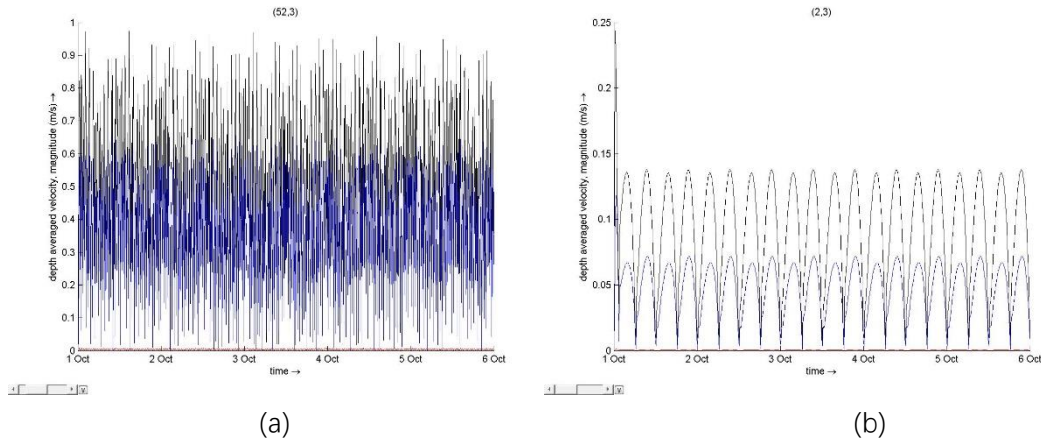 (52,3)
1
0.9
0.8
0.7
0.6
0.5
0.4
0.3
0.2
0.1
0
depth averaged velocity, magnitude (m/s) →
1 Oct 2 Oct 3 Oct 4 Oct 5 Oct 6 Oct
time →
V
(a)
(2,3)
0.25
0.2
0.15
0.1
0.05
0
depth averaged velocity, magnitude (m/s) →
1 Oct 2 Oct 3 Oct 4 Oct 5 Oct 6 Oct
time →
V
(b)